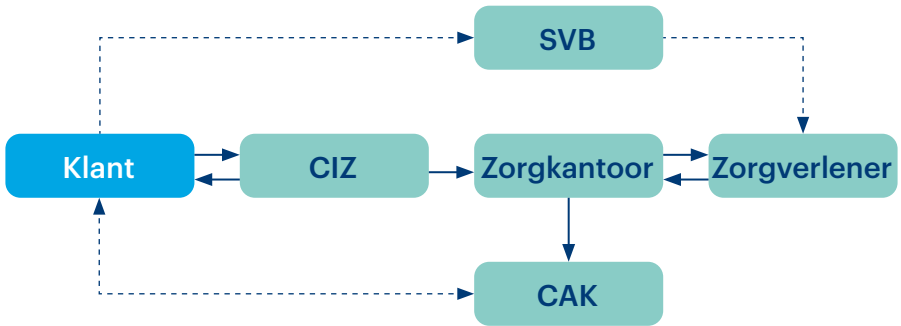 SVB
Klant
CIZ
Zorgkantoor
Zorgverlener
CAK